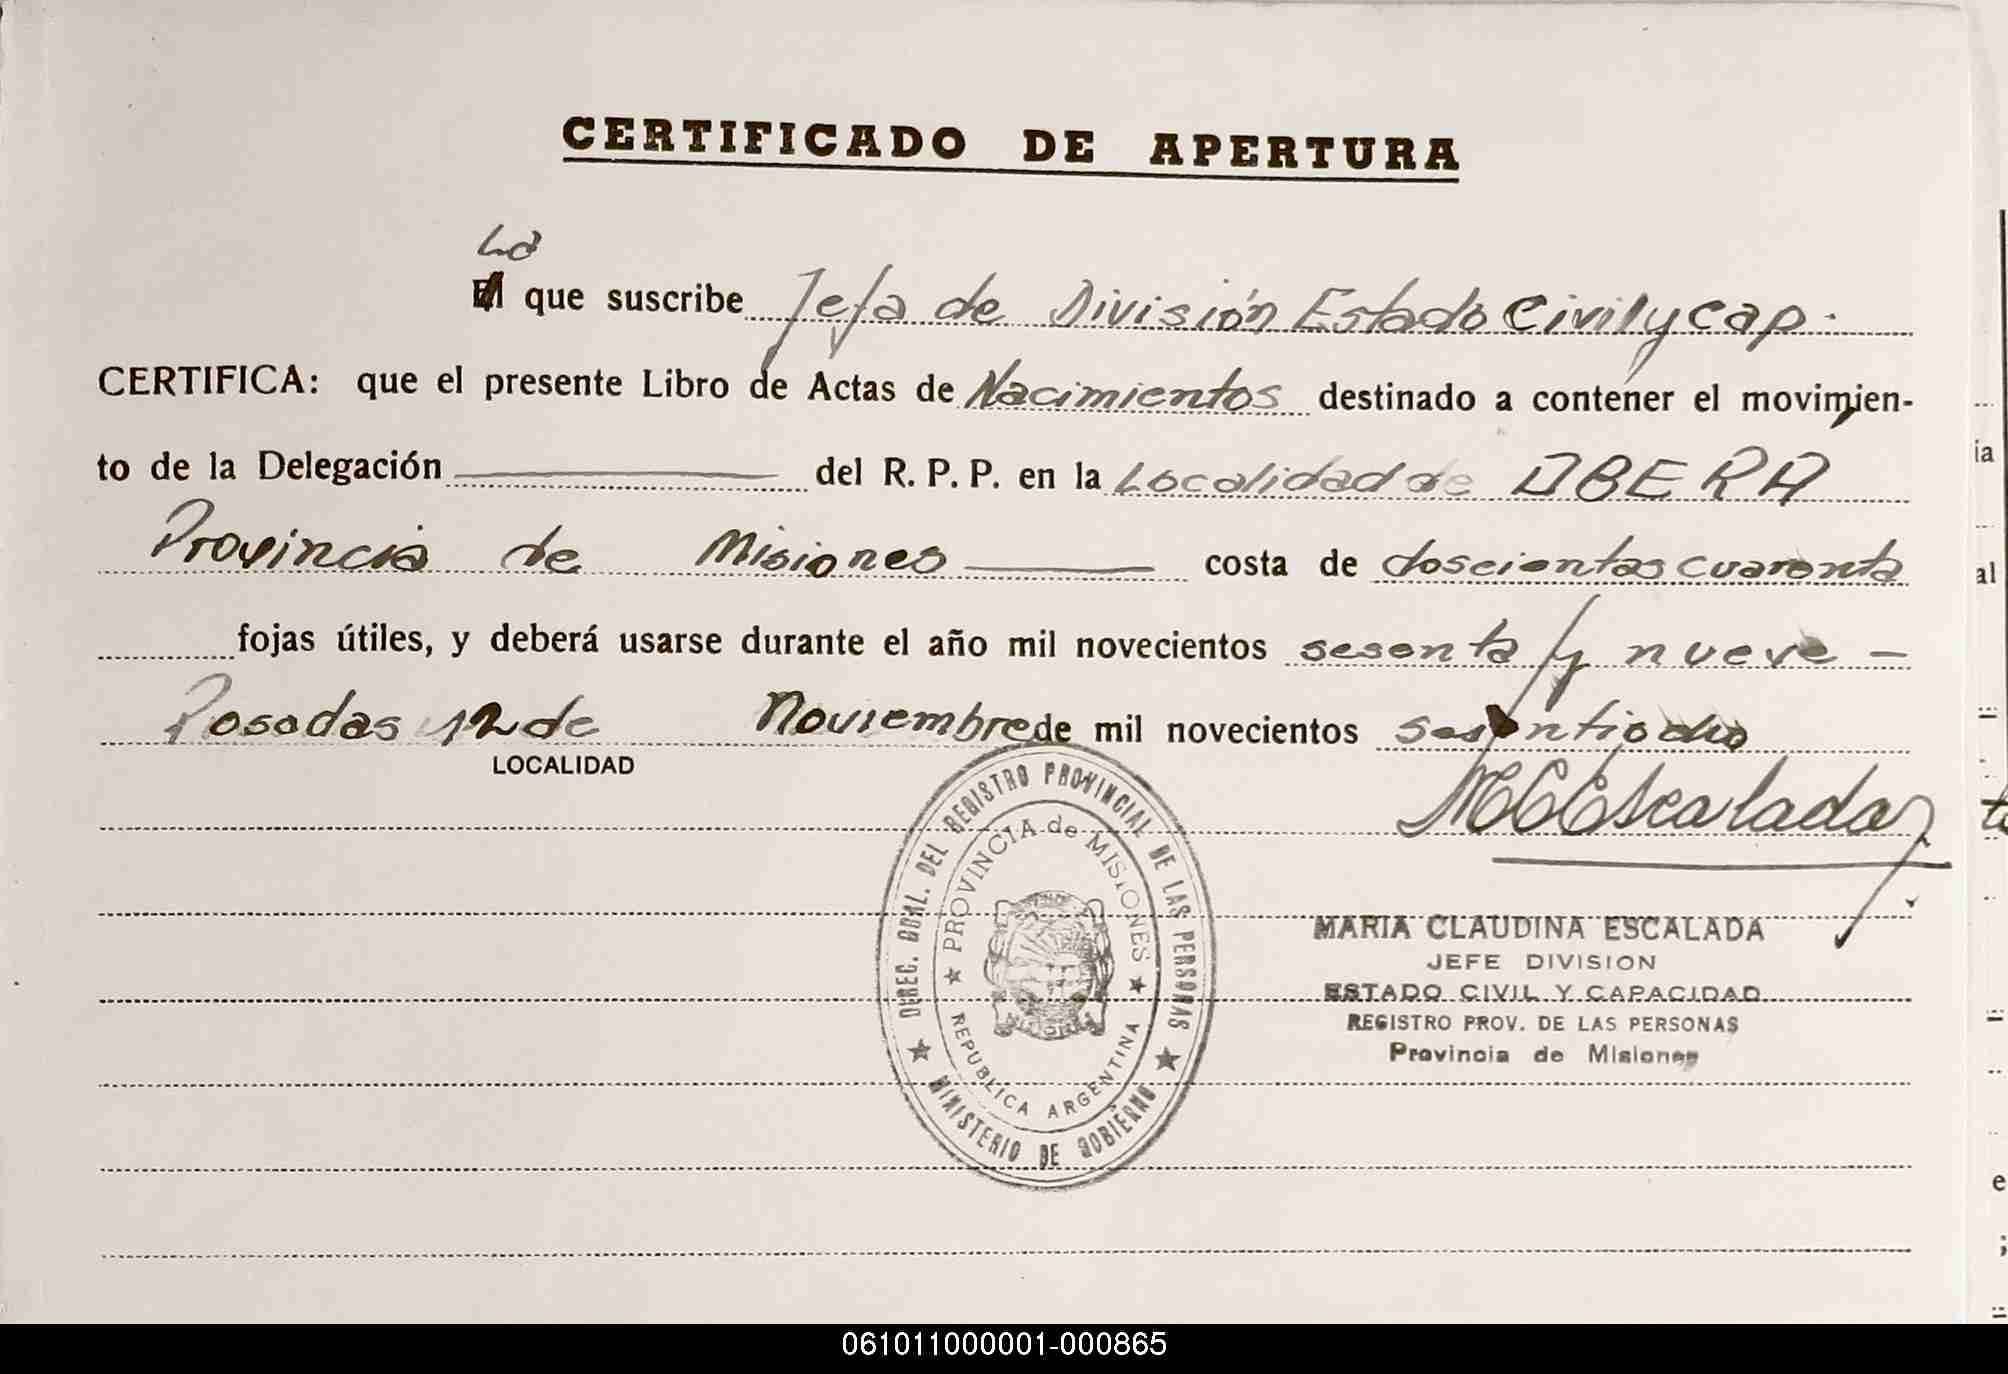 CERTIFICADO DE APERTURA
La
El que suscribe Jefa de División Estado Civil y Cap.
CERTIFICA: que el presente Libro de Actas de Nacimientos destinado a contener el movimien-
to de la Delegación del R. P. P. en la Localidad de OBERA
Provincia de Misiones costa de doscientas cuarenta
fojas útiles, y deberá usarse durante el año mil novecientos sesenta y nueve -
Posadas 12 de Noviembre de mil novecientos sesentiocho
LOCALIDAD
M C Escalada
DIREC. GRAL. DEL REGISTRO PROVINCIAL DE LAS PERSONAS
PROVINCIA de MISIONES
REPUBLICA ARGENTINA
MINISTERIO DE GOBIERNO
MARIA CLAUDINA ESCALADA
JEFE DIVISION
ESTADO CIVIL Y CAPACIDAD
REGISTRO PROV. DE LAS PERSONAS
Provincia de Misiones
ia
al
e
061011000001-000865